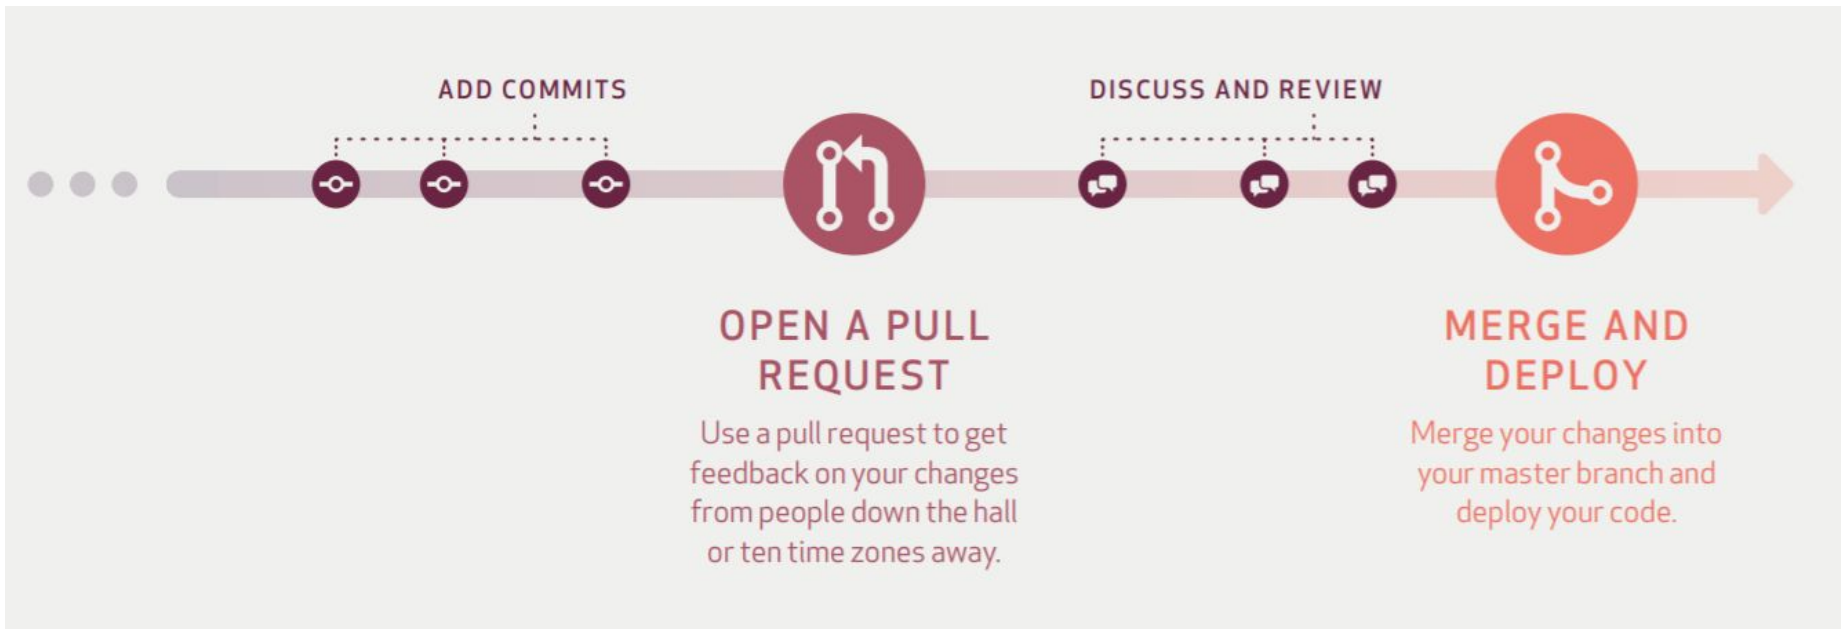 ADD COMMITS
DISCUSS AND REVIEW
OPEN A PULL
REQUEST
Use a pull request to get
feedback on your changes
from people down the hall
or ten time zones away.
MERGE AND
DEPLOY
Merge your changes into
your master branch and
deploy your code.